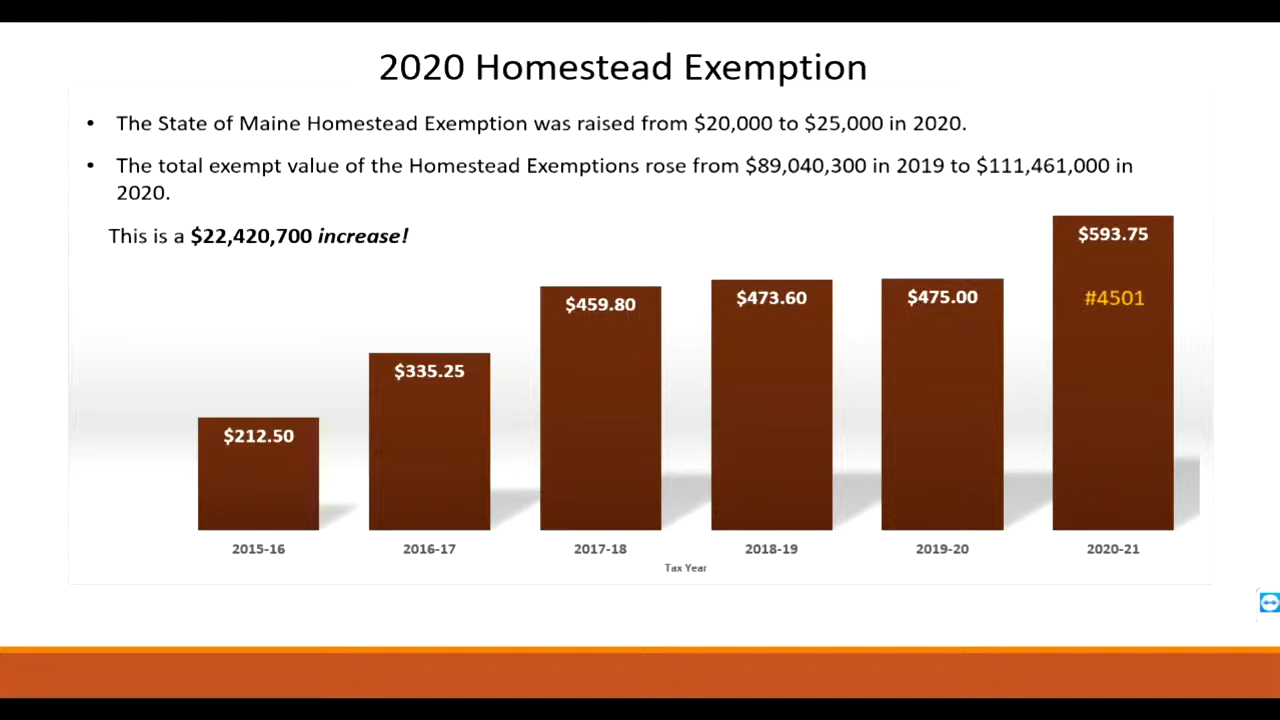 2020 Homestead Exemption
• The State of Maine Homestead Exemption was raised from $20,000 to $25,000 in 2020.
• The total exempt value of the Homestead Exemptions rose from $89,040,300 in 2019 to $111,461,000 in
2020.
This is a $22,420,700 increase!
$212.50
$335.25
$459.80
$473.60
$475.00
$593.75
#4501
2015-16
2016-17
2017-18
2018-19
2019-20
2020-21
Tax Year